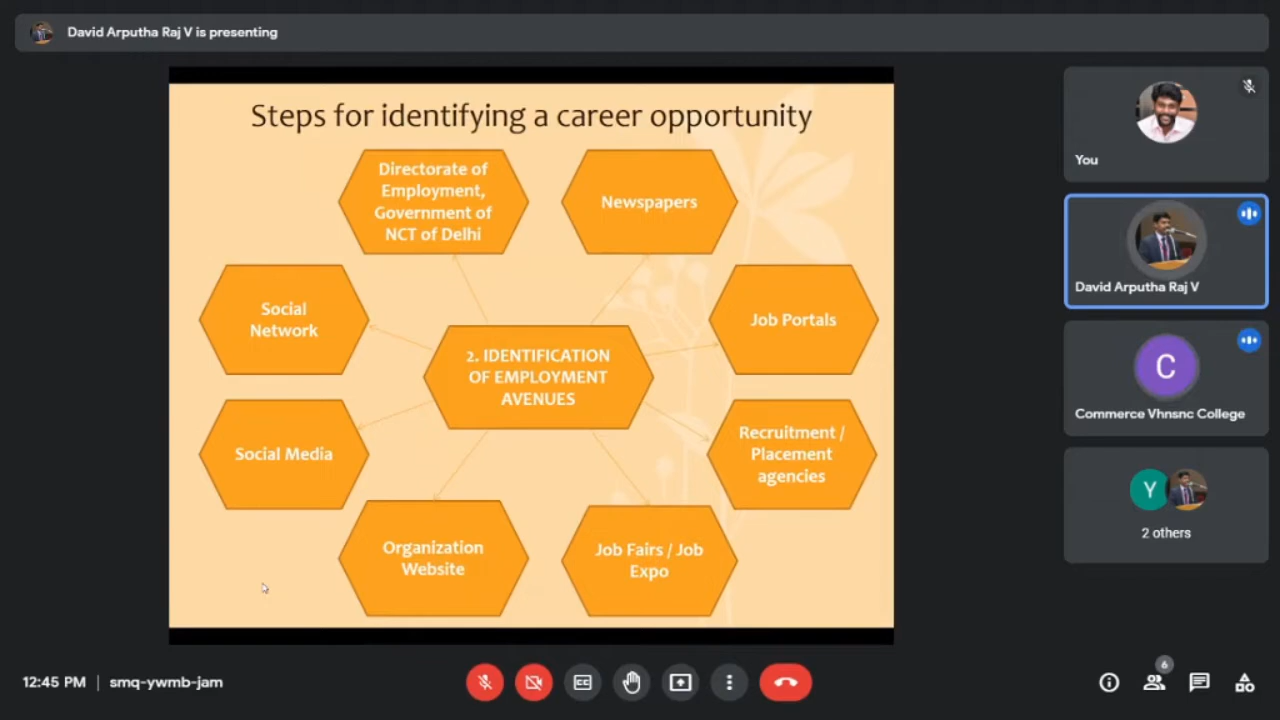 David Arputha Raj V is presenting
Steps for identifying a career opportunity
Directorate of
Employment,
Government of
NCT of Delhi
Newspapers
Social
Network
Job Portals
2. IDENTIFICATION
OF EMPLOYMENT
AVENUES
Social Media
Recruitment /
Placement
agencies
Organization
Website
Job Fairs / Job
Expo
You
David Arputha Raj V
C
Commerce Vhnsnc College
Y
2 others
12:45 PM | smq-ywmb-jam
CC
6